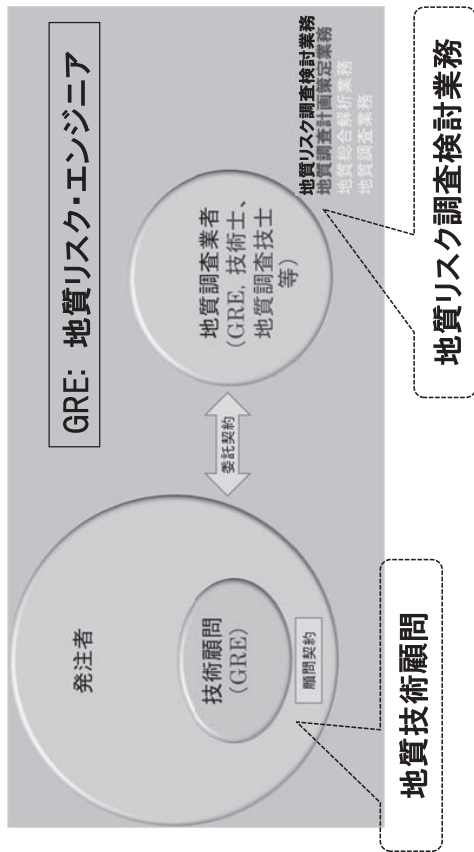 GRE: 地質リスク・エンジニア
発注者
技術顧問
(GRE)
顧問契約
委託契約
地質調査業者
(GRE, 技術士、
地質調査技士
等)
地質リスク調査検討業務
地質調査計画策定業務
地質総合解析業務
地質調査業務
地質技術顧問
地質リスク調査検討業務